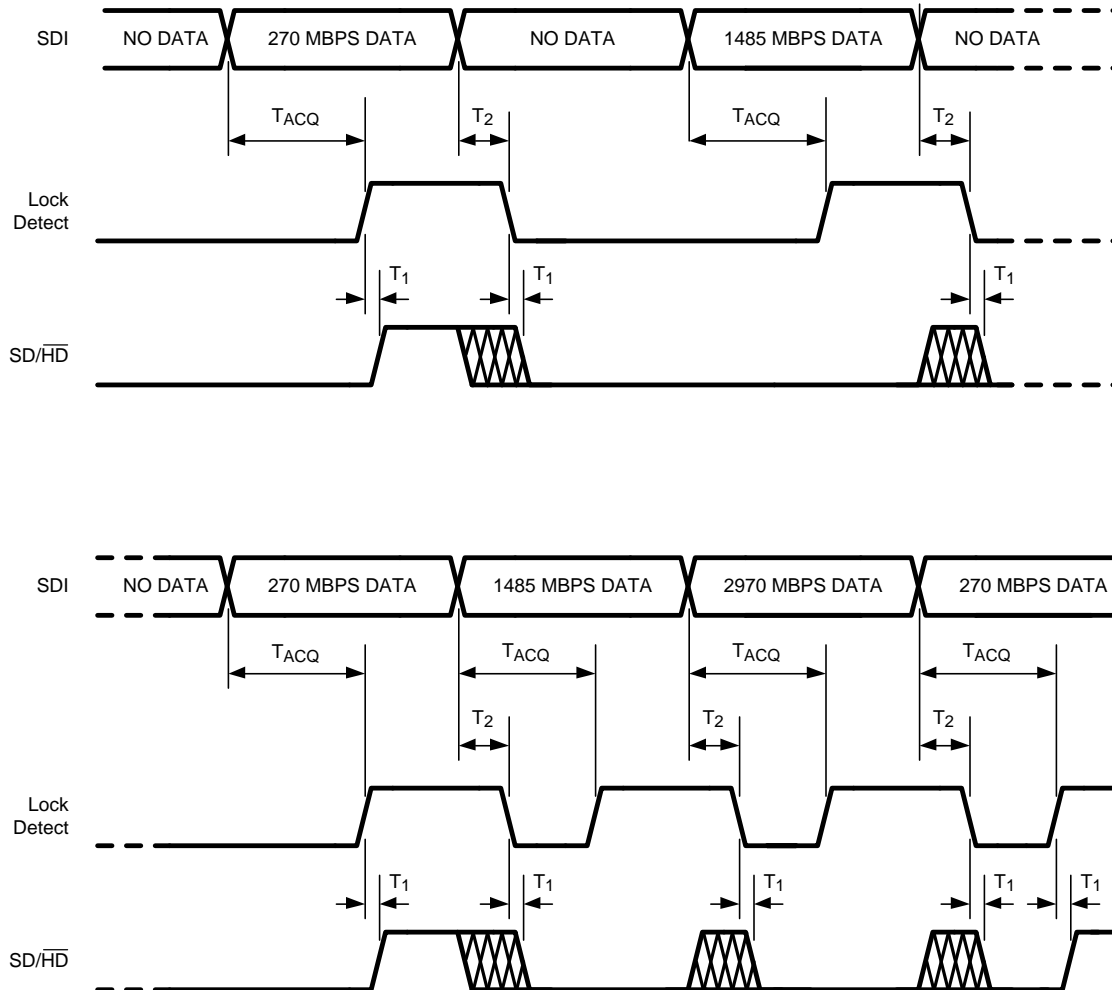 SDI NO DATA 270 MBPS DATA NO DATA 1485 MBPS DATA NO DATA
TACQ T2 TACQ T2
Lock
Detect
T1 T1 T1
SD/HD
SDI NO DATA 270 MBPS DATA 1485 MBPS DATA 2970 MBPS DATA 270 MBPS DATA
TACQ TACQ TACQ TACQ
T2 T2 T2
Lock
Detect
T1 T1 T1 T1 T1
SD/HD